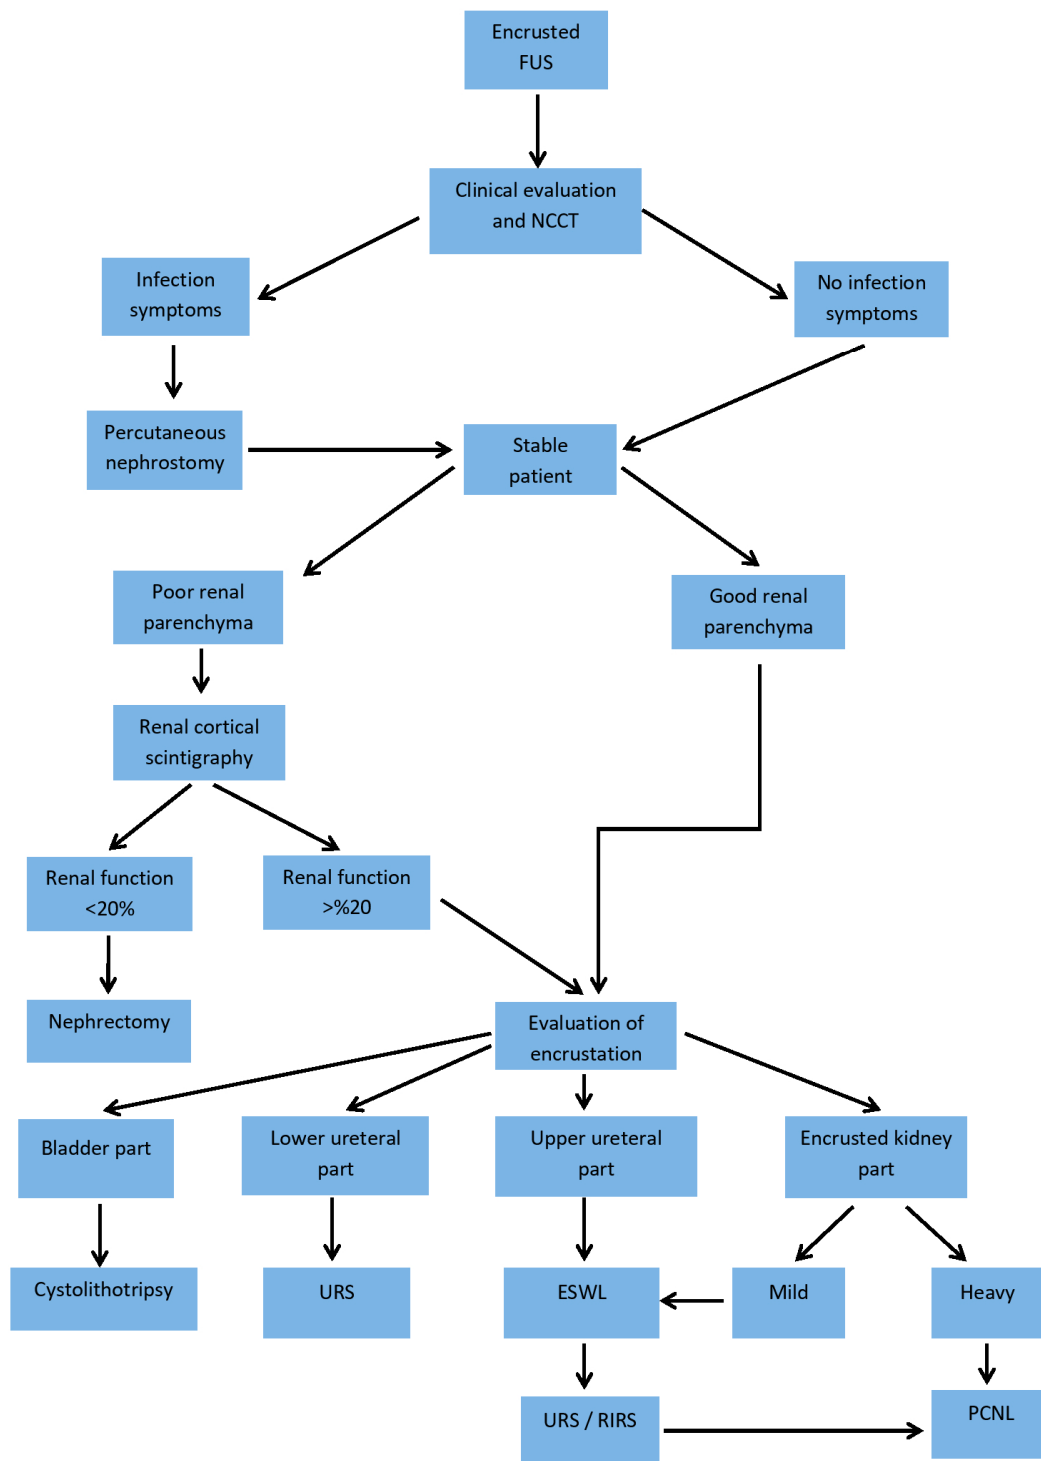 Encrusted
FUS
Clinical evaluation
and NCCT
Infection
symptoms
No infection
symptoms
Percutaneous
nephrostomy
Stable
patient
Poor renal
parenchyma
Good renal
parenchyma
Renal cortical
scintigraphy
Renal function
<20%
Renal function
>%20
Nephrectomy
Evaluation of
encrustation
Bladder part
Lower ureteral
part
Upper ureteral
part
Encrusted kidney
part
Cystolithotripsy
URS
ESWL
Mild
Heavy
URS / RIRS
PCNL